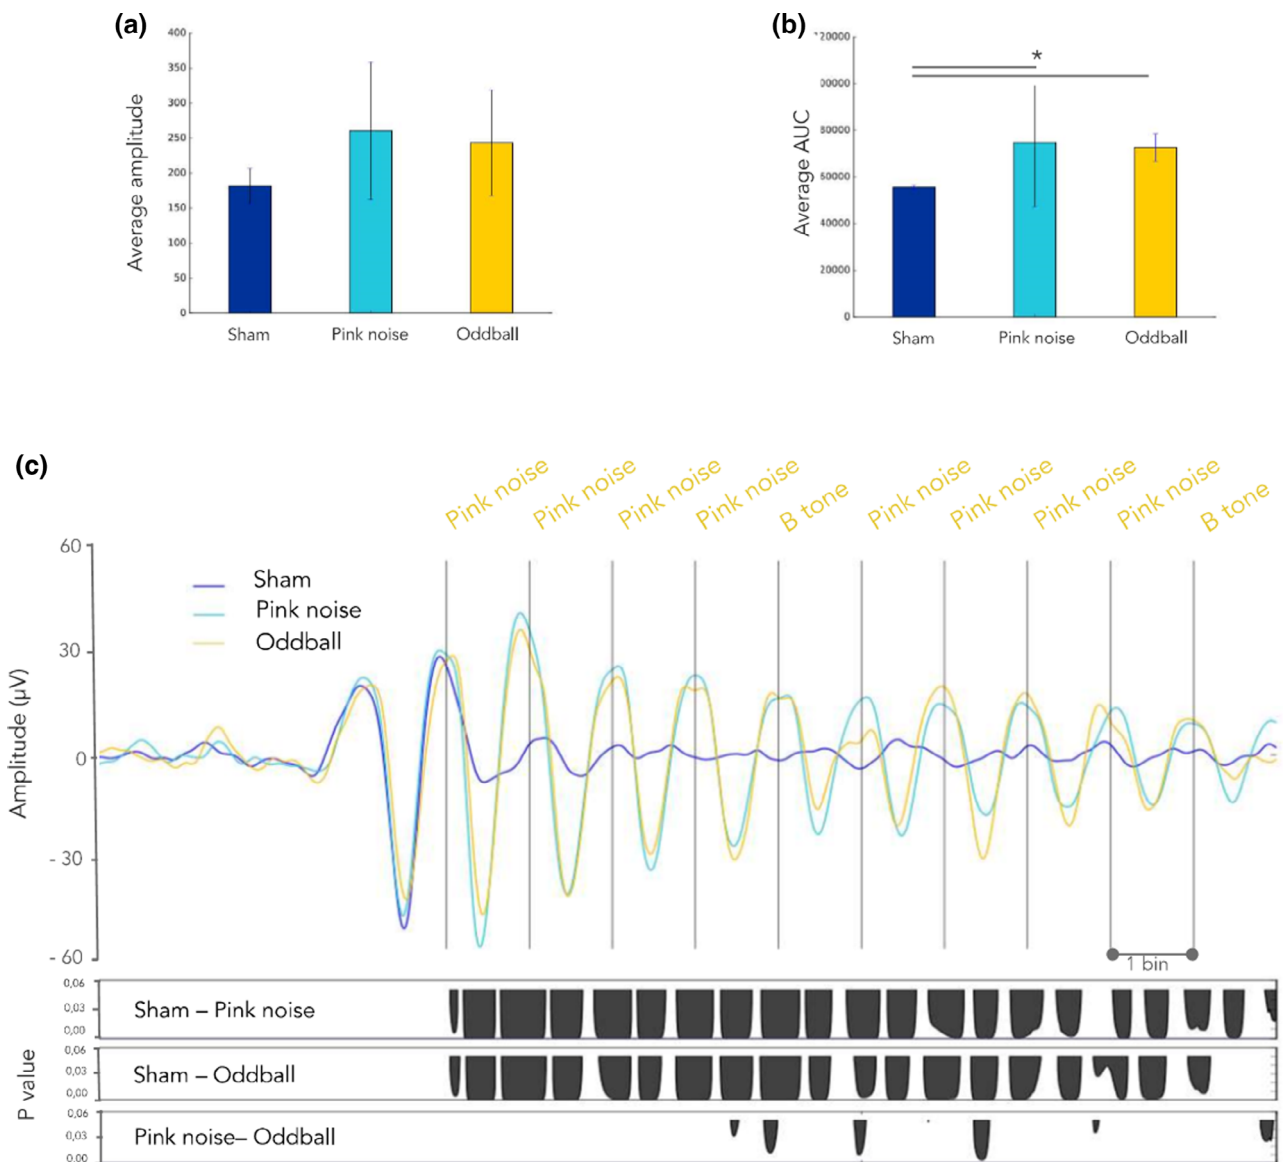 (a)
400
350
300
250
200
150
100
50
0
Average amplitude
Sham Pink noise Oddball
(b)
20000
00000
80000
60000
40000
20000
0
Average AUC
*
Sham Pink noise Oddball
(c)
Pink noise Pink noise Pink noise Pink noise B tone Pink noise Pink noise Pink noise Pink noise B tone
60
30
0
- 30
- 60
Amplitude (µV)
Sham
Pink noise
Oddball
1 bin
P value
0,06
0,03
0,00
Sham – Pink noise
0,06
0,03
0,00
Sham – Oddball
0,06
0,03
0,00
Pink noise– Oddball